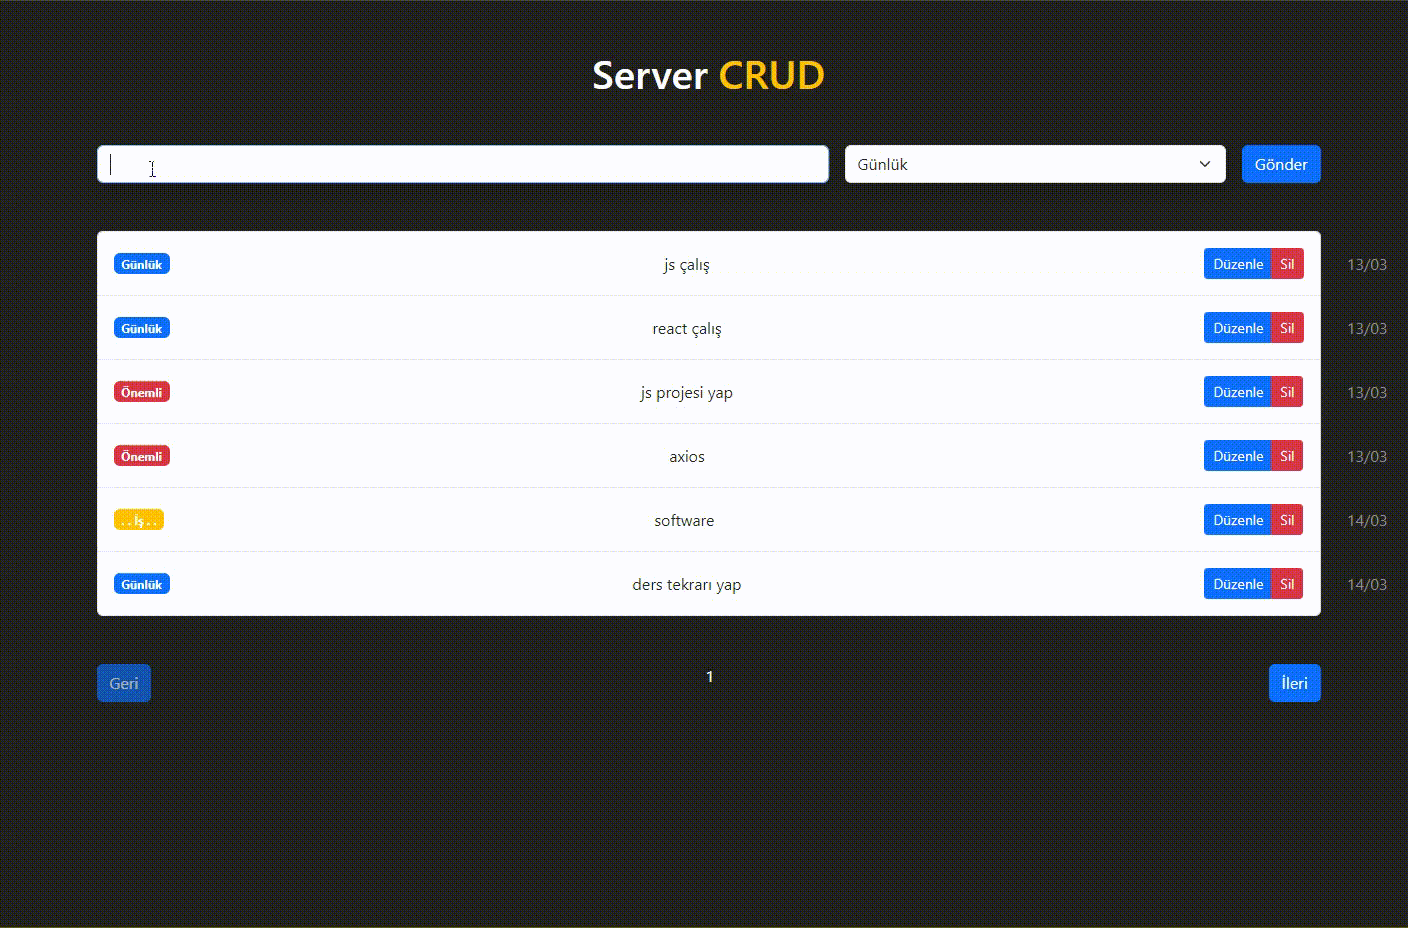 Server CRUD
Günlük Gönder
Günlük js çalış Düzenle Sil 13/03
Günlük react çalış Düzenle Sil 13/03
Önemli js projesi yap Düzenle Sil 13/03
Önemli axios Düzenle Sil 13/03
. . İş . . software Düzenle Sil 14/03
Günlük ders tekrarı yap Düzenle Sil 14/03
Geri 1 İleri